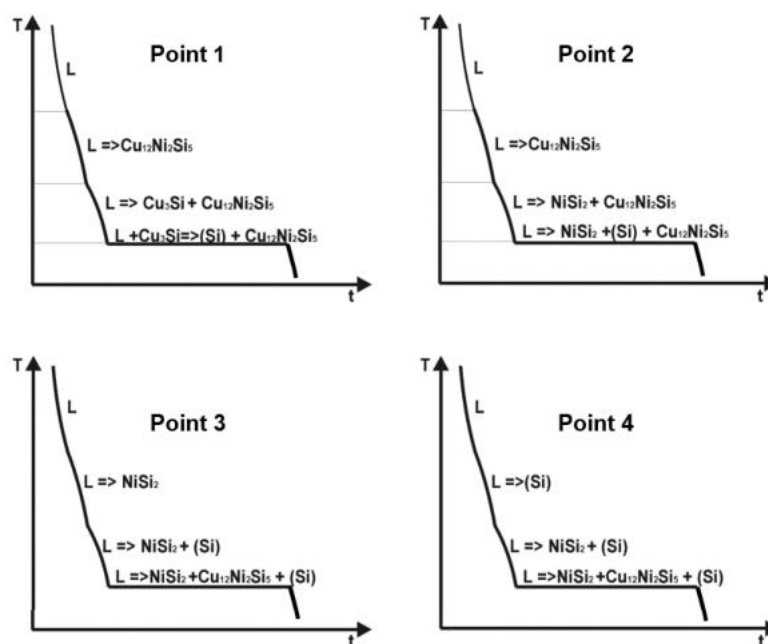 T
Point 1
L
L =>Cu₁₂Ni₂Si₅
L => Cu₃Si + Cu₁₂Ni₂Si₅
L +Cu₃Si=>(Si) + Cu₁₂Ni₂Si₅
t
T
Point 2
L
L =>Cu₁₂Ni₂Si₅
L => NiSi₂ + Cu₁₂Ni₂Si₅
L => NiSi₂ +(Si) + Cu₁₂Ni₂Si₅
t
T
Point 3
L
L => NiSi₂
L => NiSi₂ + (Si)
L =>NiSi₂ +Cu₁₂Ni₂Si₅ + (Si)
t
T
Point 4
L
L =>(Si)
L => NiSi₂ + (Si)
L =>NiSi₂ +Cu₁₂Ni₂Si₅ + (Si)
t